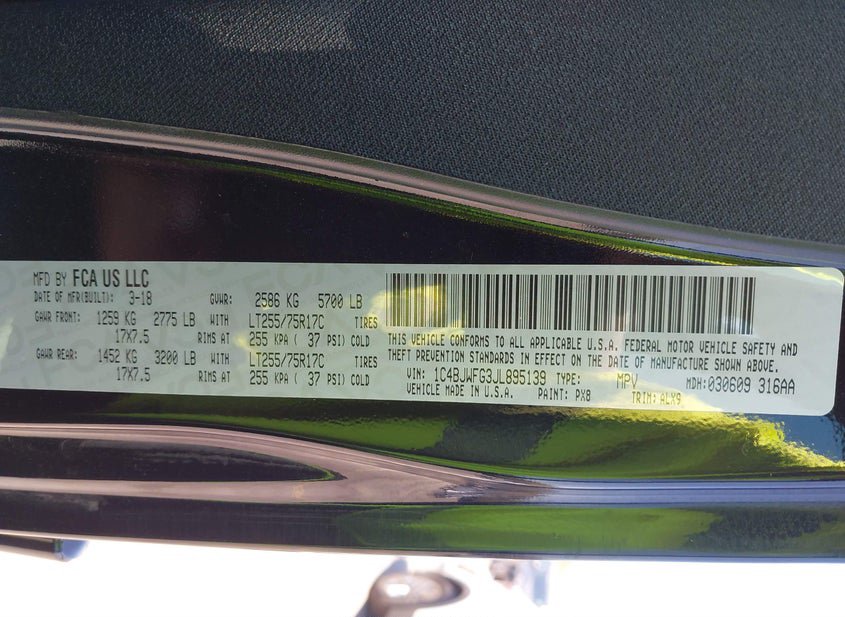 MFD BY FCA US LLC
DATE OF MFR(BUILT): 3-18 GVWR: 2586 KG 5700 LB
GAWR FRONT: 1259 KG 2775 LB WITH LT255/75R17C TIRES
17X7.5 RIMS AT 255 KPA ( 37 PSI) COLD
GAWR REAR: 1452 KG 3200 LB WITH LT255/75R17C TIRES
17X7.5 RIMS AT 255 KPA ( 37 PSI) COLD
THIS VEHICLE CONFORMS TO ALL APPLICABLE U.S.A. FEDERAL MOTOR VEHICLE SAFETY AND
THEFT PREVENTION STANDARDS IN EFFECT ON THE DATE OF MANUFACTURE SHOWN ABOVE.
VIN: 1C4BJWFG3JL895139 TYPE: MPV MDH:030609 316AA
VEHICLE MADE IN U.S.A. PAINT: PX8 TRIM: ALX9